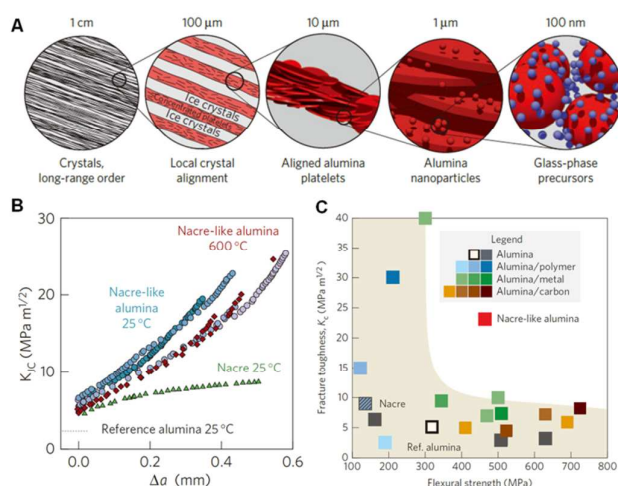 A
1 cm
100 μm
10 μm
1 μm
100 nm
Ice crystals
Concentrated platelets
Ice crystals
Crystals,
long-range order
Local crystal
alignment
Aligned alumina
platelets
Alumina
nanoparticles
Glass-phase
precursors
B
K_JC (MPa m^1/2)
30
20
10
0
Nacre-like alumina
600 °C
Nacre-like
alumina
25 °C
Nacre 25 °C
Reference alumina 25 °C
0.0
0.2
0.4
0.6
Δa (mm)
C
Fracture toughness, K_c (MPa m^1/2)
40
35
30
25
20
15
10
5
0
Legend
Alumina
Alumina/polymer
Alumina/metal
Alumina/carbon
Nacre-like alumina
Nacre
Ref. alumina
100
200
300
400
500
600
700
800
Flexural strength (MPa)